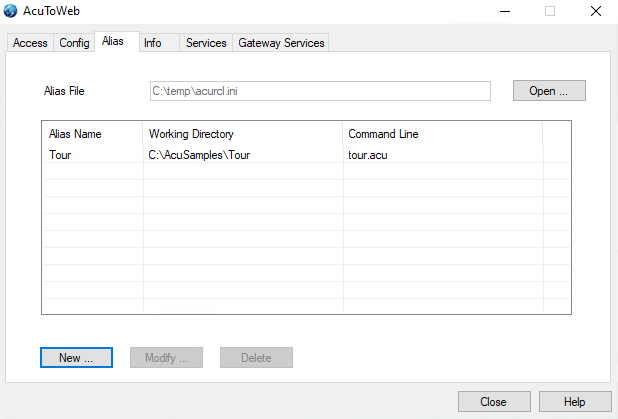 AcuToWeb
Access Config Alias Info Services Gateway Services
Alias File C:\temp\acurcl.ini Open ...
Alias Name Working Directory Command Line
Tour C:\AcuSamples\Tour tour.acu
New ... Modify ... Delete
Close Help